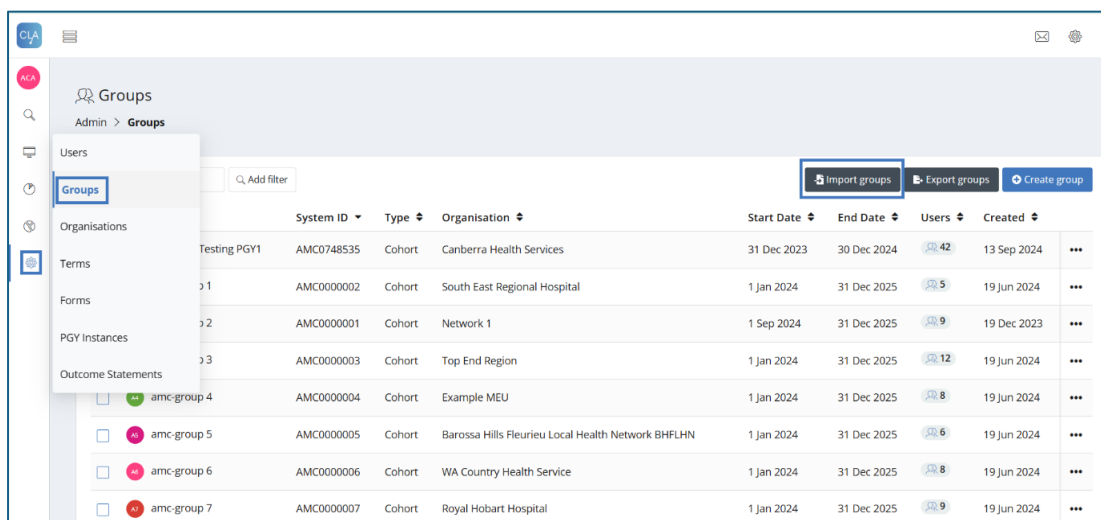 CLA
ACA
Groups
Admin > Groups
Users
Groups
Organisations
Terms
Forms
PGY Instances
Outcome Statements
Add filter
Import groups
Export groups
Create group
System ID Type Organisation Start Date End Date Users Created
Testing PGY1 AMC0748535 Cohort Canberra Health Services 31 Dec 2023 30 Dec 2024 42 13 Sep 2024
1 AMC0000002 Cohort South East Regional Hospital 1 Jan 2024 31 Dec 2025 5 19 Jun 2024
2 AMC0000001 Cohort Network 1 1 Sep 2024 31 Dec 2025 9 19 Dec 2023
3 AMC0000003 Cohort Top End Region 1 Jan 2024 31 Dec 2025 12 19 Jun 2024
A4 amc-group 4 AMC0000004 Cohort Example MEU 1 Jan 2024 31 Dec 2025 8 19 Jun 2024
A5 amc-group 5 AMC0000005 Cohort Barossa Hills Fleurieu Local Health Network BHFLHN 1 Jan 2024 31 Dec 2025 6 19 Jun 2024
A6 amc-group 6 AMC0000006 Cohort WA Country Health Service 1 Jan 2024 31 Dec 2025 8 19 Jun 2024
A7 amc-group 7 AMC0000007 Cohort Royal Hobart Hospital 1 Jan 2024 31 Dec 2025 9 19 Jun 2024